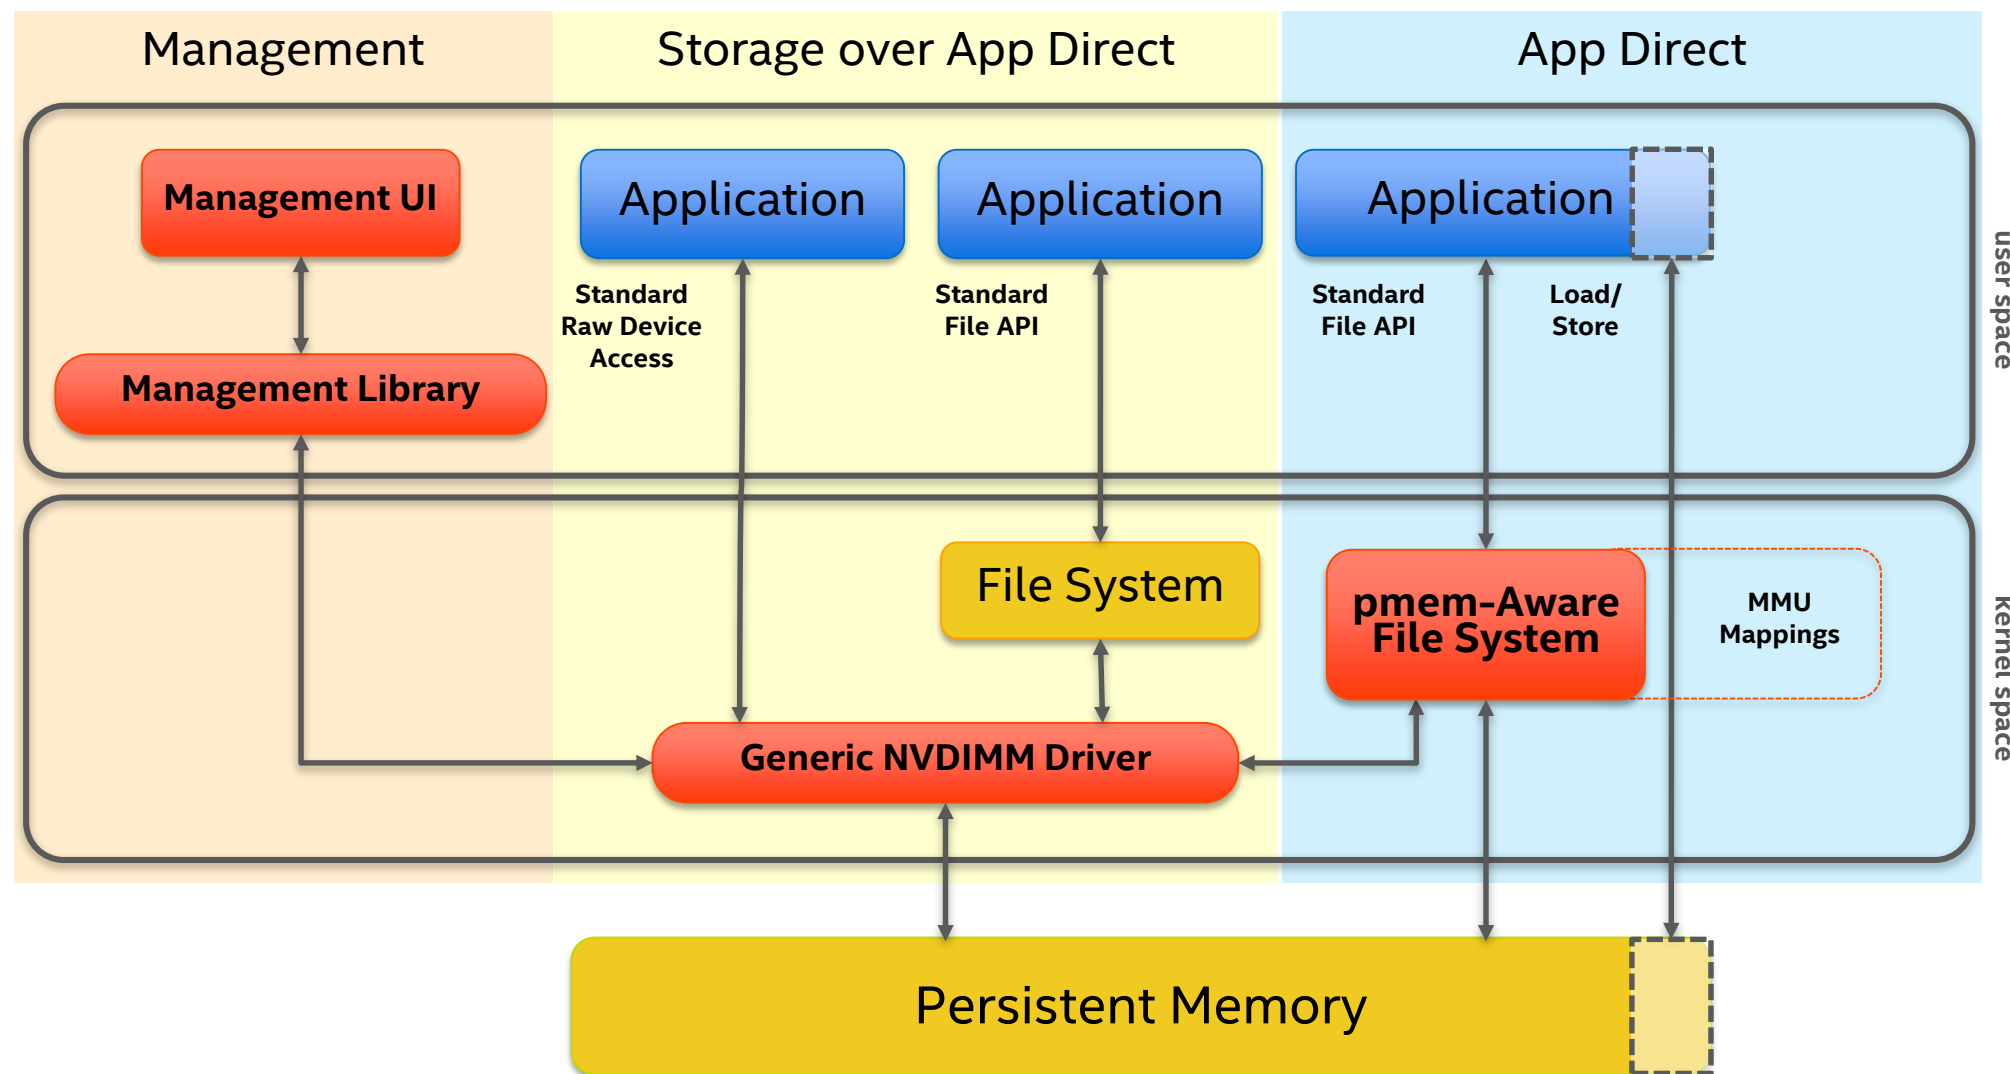 Management
Storage over App Direct
App Direct
Management UI
Application
Application
Application
Standard
Raw Device
Access
Standard
File API
Standard
File API
Load/
Store
user space
Management Library
File System
pmem-Aware
File System
MMU
Mappings
Kernel space
Generic NVDIMM Driver
Persistent Memory